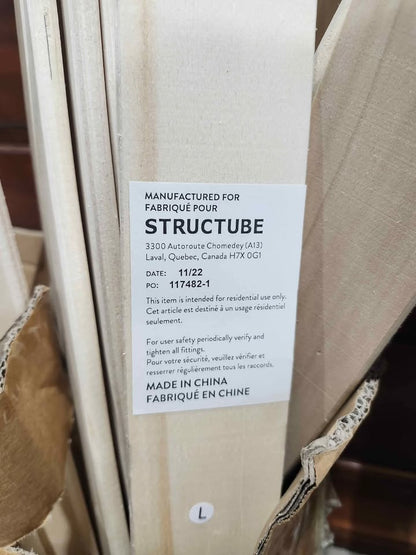 MANUFACTURED FOR
FABRIQUÉ POUR
STRUCTUBE
3300 Autoroute Chomedey (A13)
Laval, Quebec, Canada H7X 0G1
DATE: 11/22
PO: 117482-1
This item is intended for residential use only.
Cet article est destiné à un usage résidentiel
seulement.
For user safety periodically verify and
tighten all fittings.
Pour votre sécurité, veuillez vérifier et
resserrer régulièrement tous les raccords.
MADE IN CHINA
FABRIQUÉ EN CHINE
L